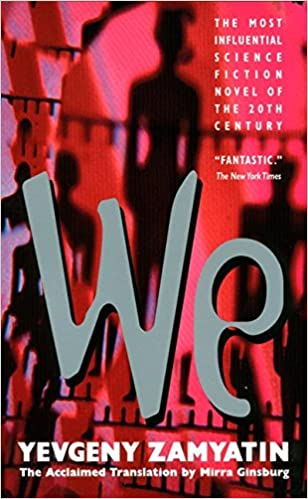 THE MOST
INFLUENTIAL
SCIENCE
FICTION
NOVEL OF
THE 20TH
CENTURY
“FANTASTIC.”
The New York Times
We
YEVGENY ZAMYATIN
The Acclaimed Translation by Mirra Ginsburg